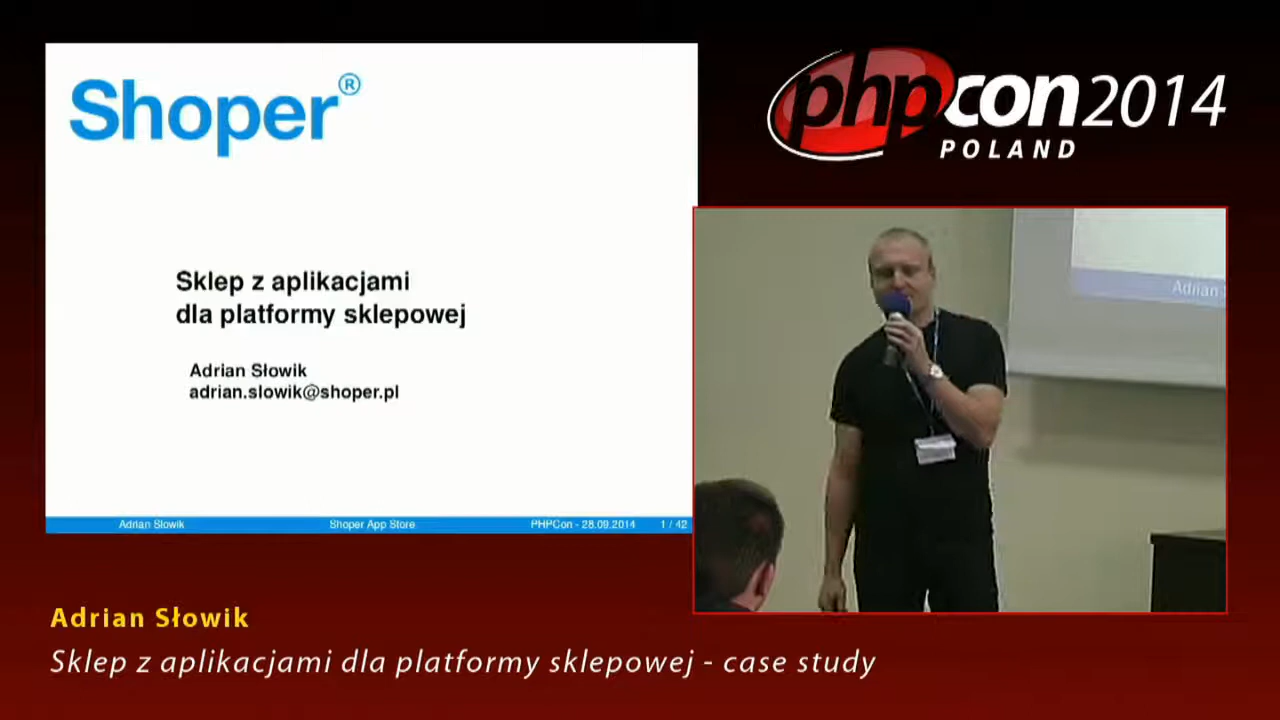 Shoper®
phpcon2014
POLAND
Sklep z aplikacjami
dla platformy sklepowej
Adrian Słowik
adrian.slowik@shoper.pl
Adrian Słowik
Shoper App Store
PHPCon - 28.09.2014
1 / 42
Adrian
Adrian Słowik
Sklep z aplikacjami dla platformy sklepowej - case study